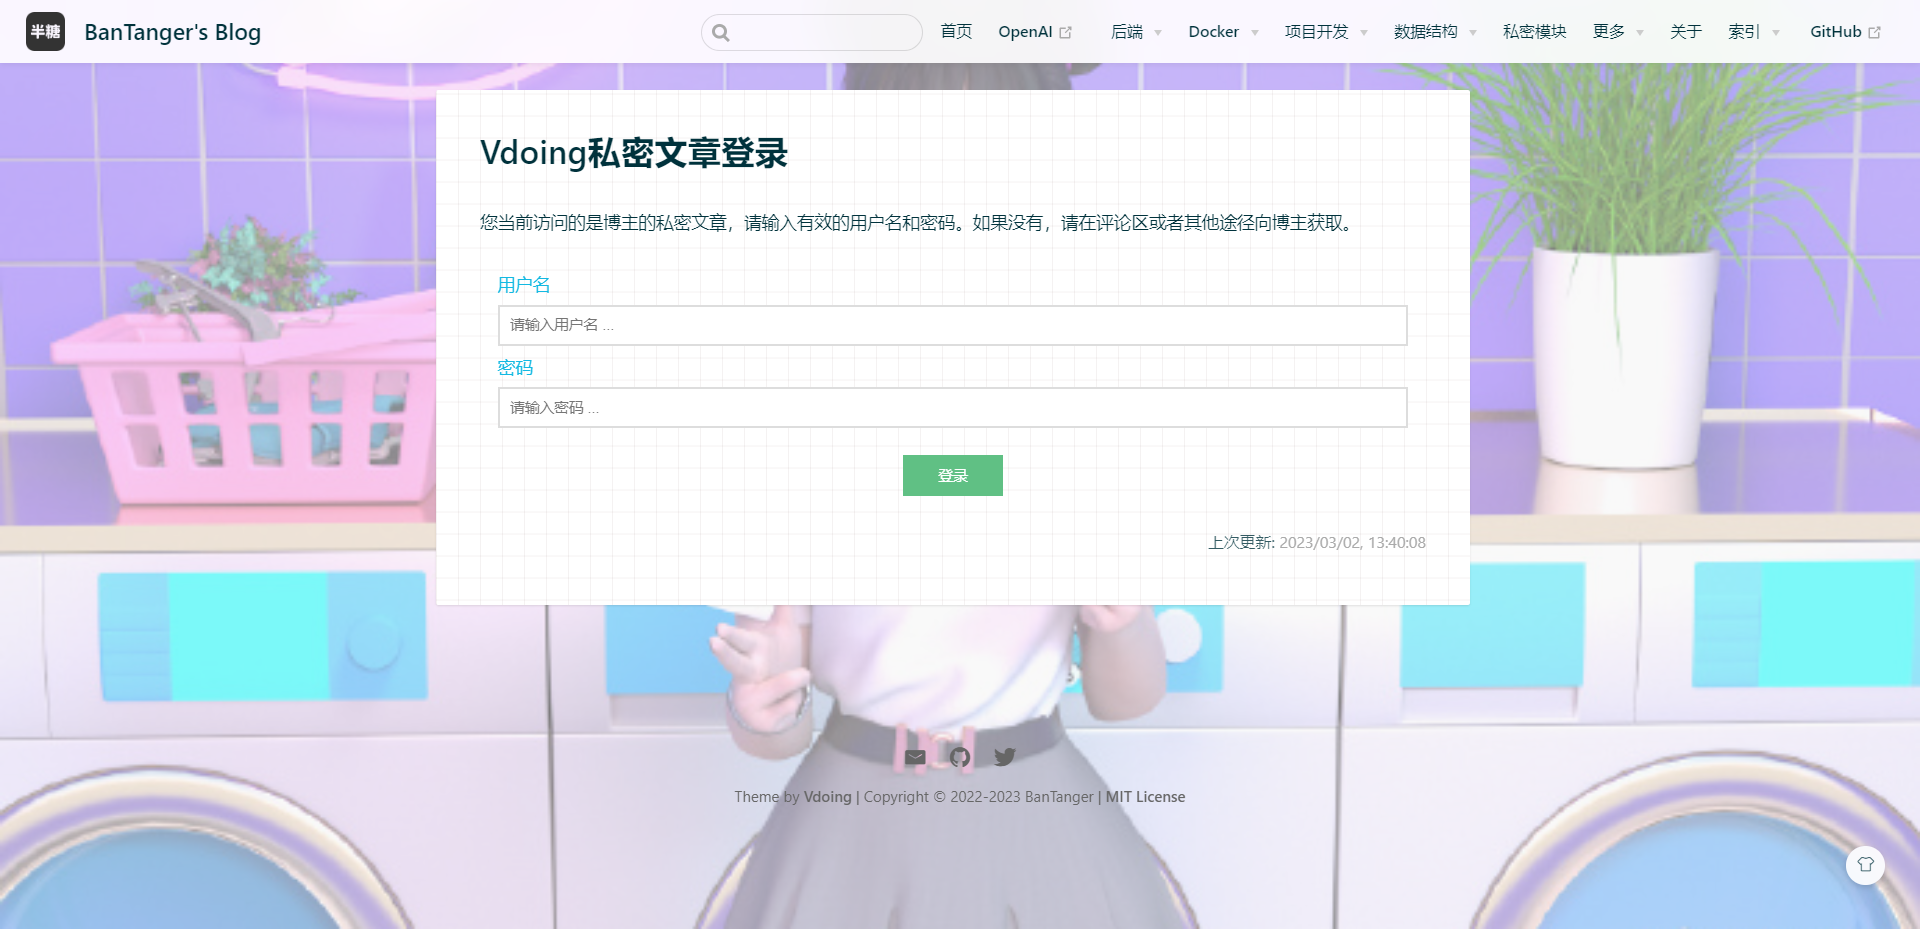 半糖 BanTanger's Blog 首页 OpenAI 后端 Docker 项目开发 数据结构 私密模块 更多 关于 索引 GitHub
Vdoing私密文章登录
您当前访问的是博主的私密文章，请输入有效的用户名和密码。如果没有，请在评论区或者其他途径向博主获取。
用户名
请输入用户名 ...
密码
请输入密码 ...
登录
上次更新: 2023/03/02, 13:40:08
Theme by Vdoing | Copyright © 2022-2023 BanTanger | MIT License